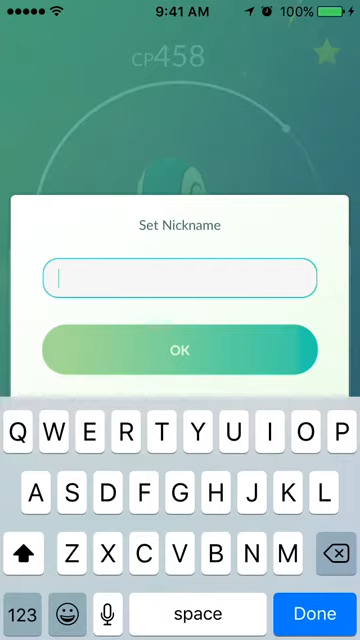 9:41 AM 100%
CP458
Set Nickname
OK
Q W E R T Y U I O P
A S D F G H J K L
Z X C V B N M
123 space Done